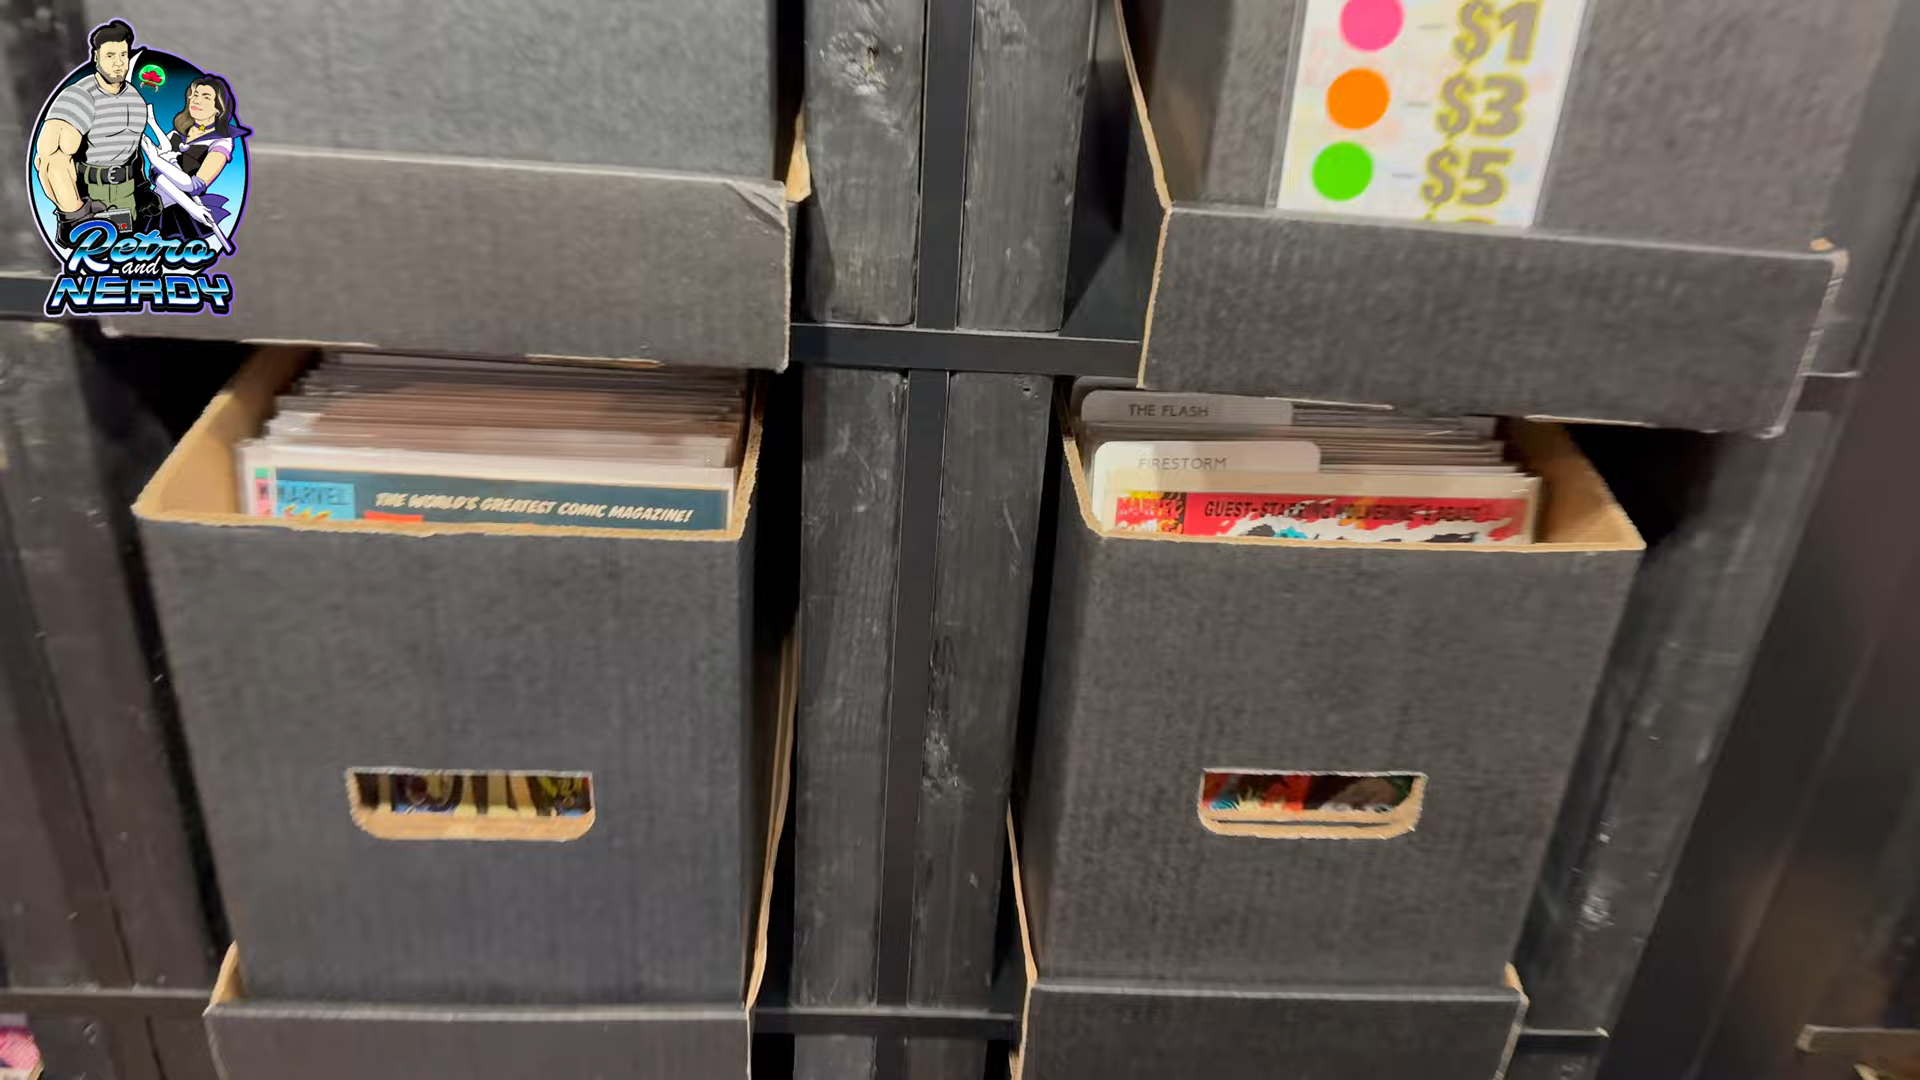 Retro
and
NERDY
$1
$3
$5
THE FLASH
FIRESTORM
MARVEL
THE WORLD'S GREATEST COMIC MAGAZINE!
GUEST-STARRING WOLVERINE & BEAST!